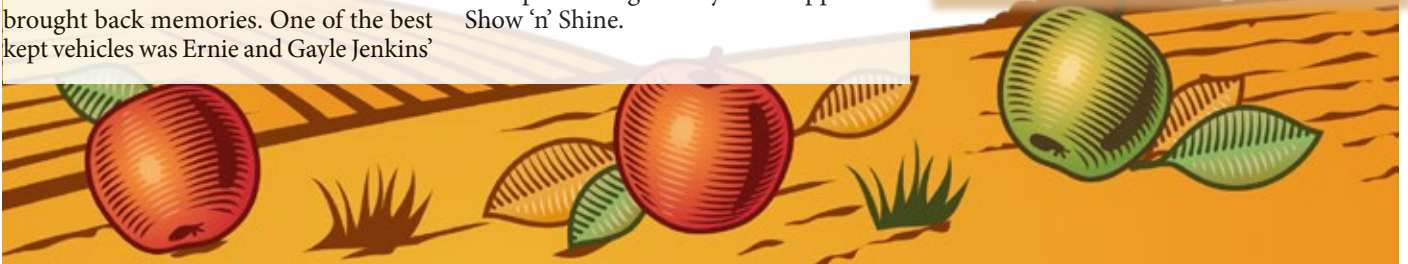 brought back memories. One of the best
kept vehicles was Ernie and Gayle Jenkins’
Show ‘n’ Shine.